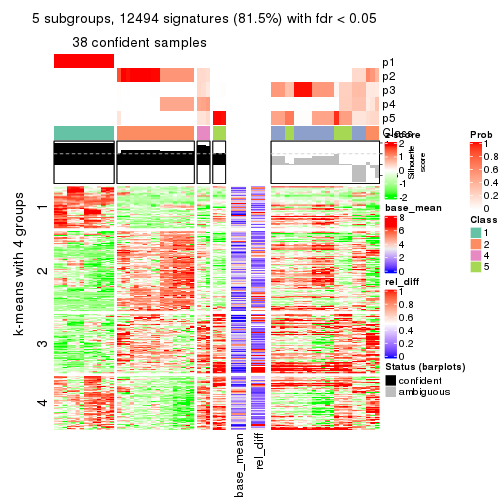 5 subgroups, 12494 signatures (81.5%) with fdr < 0.05
38 confident samples
p1
p2
p3
p4
p5
Class
1
2
3
4
k-means with 4 groups
base_mean
rel_diff
z-score
2
1
0
-1
-2
Silhouette
score
base_mean
8
6
4
2
0
rel_diff
1
0.8
0.6
0.4
0.2
0
Status (barplots)
confident
ambiguous
Prob
1
0.8
0.6
0.4
0.2
0
Class
1
2
4
5